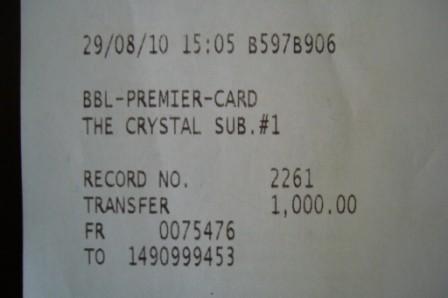 29/08/10 15:05 B597B906
BBL-PREMIER-CARD
THE CRYSTAL SUB.#1
RECORD NO. 2261
TRANSFER 1,000.00
FR 0075476
TO 1490999453